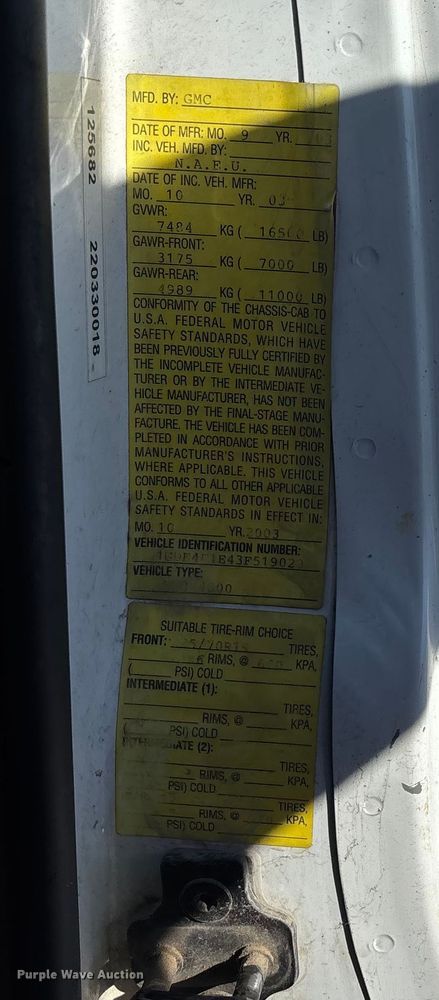 MFD. BY: GMC
DATE OF MFR: MO. 9 YR. 03
INC. VEH. MFD. BY:
N.A.E.U.
DATE OF INC. VEH. MFR:
MO. 10 YR. 03
GVWR:
7484 KG ( 16500 LB)
GAWR-FRONT:
3175 KG ( 7000 LB)
GAWR-REAR:
4989 KG ( 11000 LB)
CONFORMITY OF THE CHASSIS-CAB TO
U.S.A. FEDERAL MOTOR VEHICLE
SAFETY STANDARDS, WHICH HAVE
BEEN PREVIOUSLY FULLY CERTIFIED BY
THE INCOMPLETE VEHICLE MANUFAC-
TURER OR BY THE INTERMEDIATE VE-
HICLE MANUFACTURER, HAS NOT BEEN
AFFECTED BY THE FINAL-STAGE MANU-
FACTURE. THE VEHICLE HAS BEEN COM-
PLETED IN ACCORDANCE WITH PRIOR
MANUFACTURER'S INSTRUCTIONS,
WHERE APPLICABLE. THIS VEHICLE
CONFORMS TO ALL OTHER APPLICABLE
U.S.A. FEDERAL MOTOR VEHICLE
SAFETY STANDARDS IN EFFECT IN:
MO. 10 YR. 2003
VEHICLE IDENTIFICATION NUMBER:
VEHICLE TYPE:
SUITABLE TIRE-RIM CHOICE
FRONT: TIRES,
RIMS, @ KPA,
( PSI) COLD
INTERMEDIATE (1):
TIRES,
RIMS, @ KPA,
( PSI) COLD
INTERMEDIATE (2):
TIRES,
RIMS, @ KPA,
PSI) COLD
TIRES,
RIMS, @ KPA,
PSI) COLD
125682 220330018
Purple Wave Auction